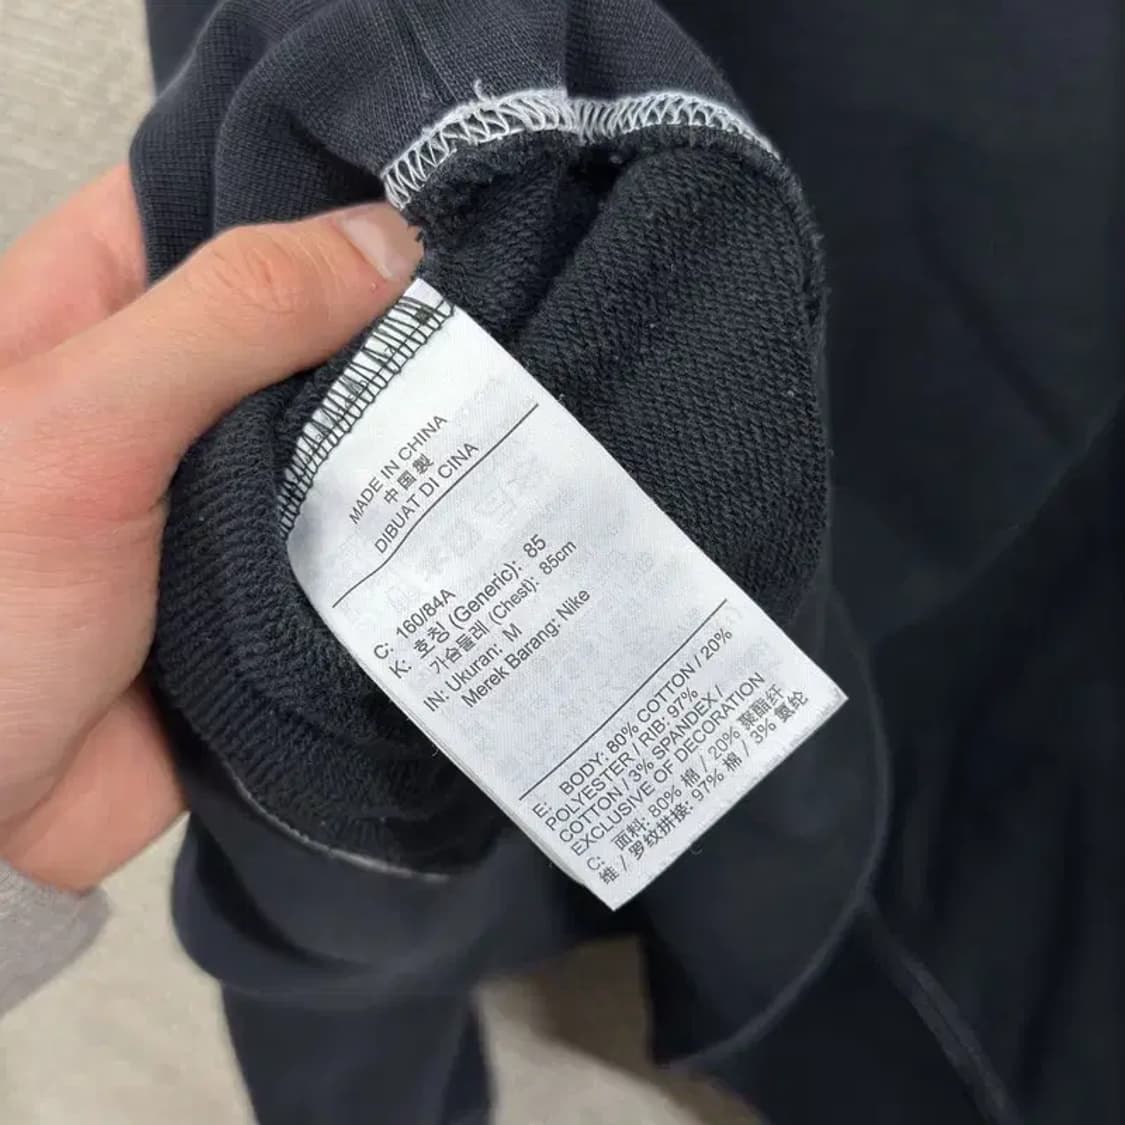 MADE IN CHINA
中国製
DIBUAT DI CINA
C: 160/84A
K: 호칭 (Generic): 85
가슴둘레 (Chest): 85cm
IN: Ukuran: M
Merek Barang: Nike
E: BODY: 80% COTTON / 20%
POLYESTER / RIB: 97%
COTTON / 3% SPANDEX /
EXCLUSIVE OF DECORATION
C: 面料: 80% 棉 / 20% 聚酯纤
维 / 罗纹拼接: 97% 棉 / 3% 氨纶